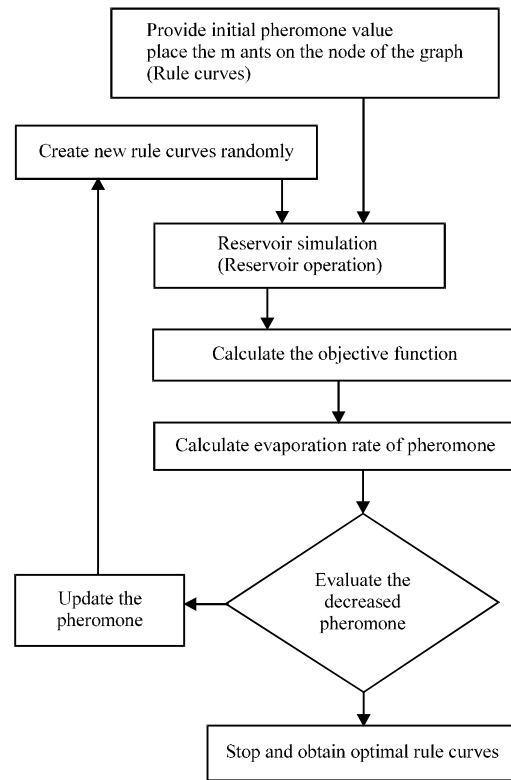 Provide initial pheromone value
place the m ants on the node of the graph
(Rule curves)
Create new rule curves randomly
Reservoir simulation
(Reservoir operation)
Calculate the objective function
Calculate evaporation rate of pheromone
Evaluate the
decreased
pheromone
Update the
pheromone
Stop and obtain optimal rule curves